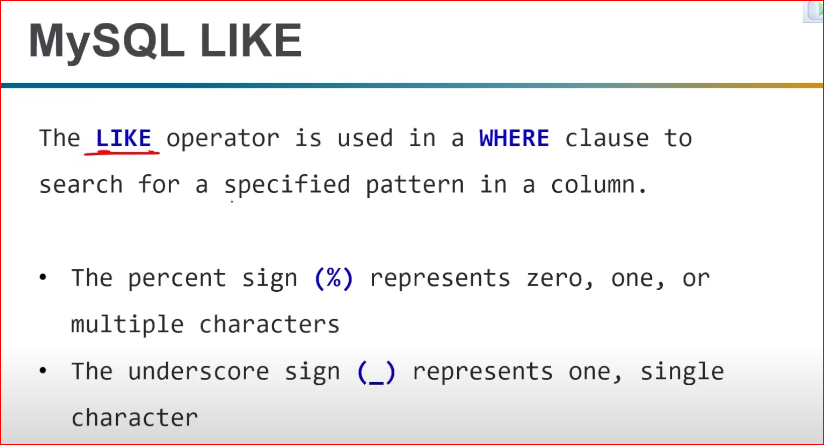 MySQL LIKE
The LIKE operator is used in a WHERE clause to
search for a specified pattern in a column.
• The percent sign (%) represents zero, one, or
multiple characters
• The underscore sign (_) represents one, single
character